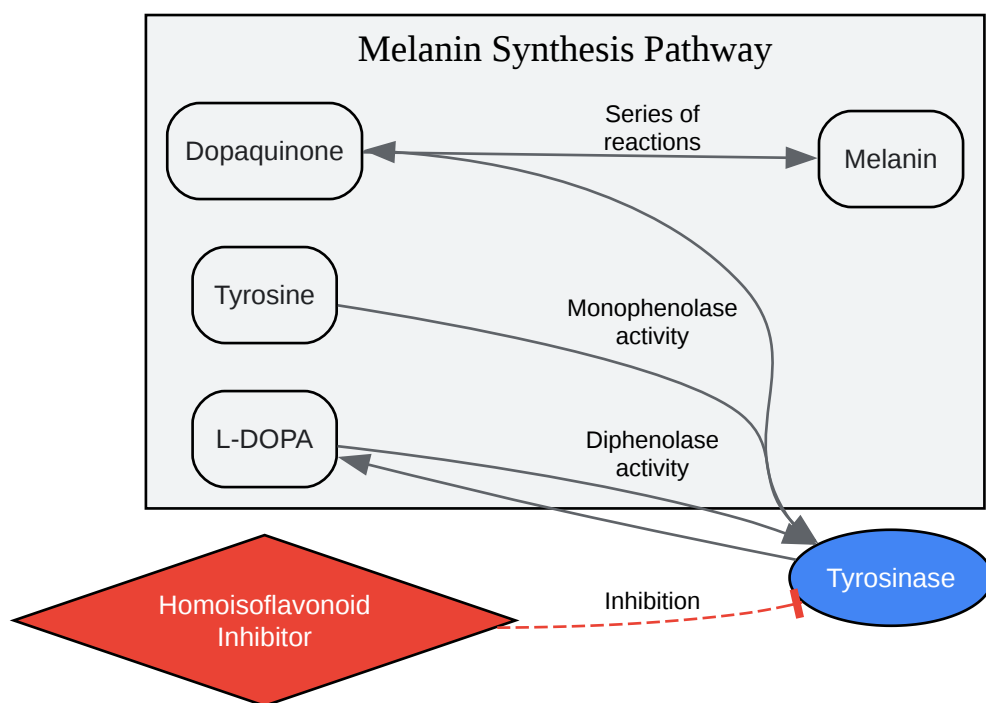 Melanin Synthesis Pathway
Series of
reactions
Dopaquinone
Melanin
Tyrosine
Monophenolase
activity
L-DOPA
Diphenolase
activity
Tyrosinase
Homoisoflavonoid
Inhibitor
Inhibition